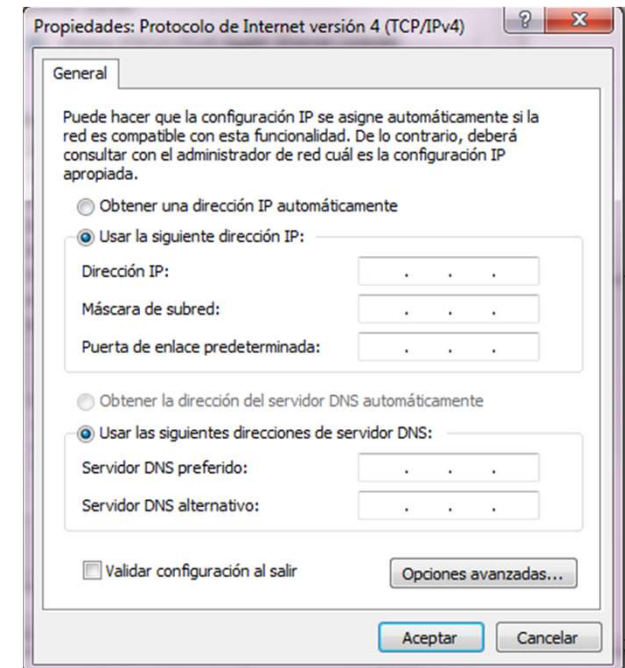 Propiedades: Protocolo de Internet versión 4 (TCP/IPv4)
General
Puede hacer que la configuración IP se asigne automáticamente si la
red es compatible con esta funcionalidad. De lo contrario, deberá
consultar con el administrador de red cuál es la configuración IP
apropiada.
Obtener una dirección IP automáticamente
Usar la siguiente dirección IP:
Dirección IP:
Máscara de subred:
Puerta de enlace predeterminada:
Obtener la dirección del servidor DNS automáticamente
Usar las siguientes direcciones de servidor DNS:
Servidor DNS preferido:
Servidor DNS alternativo:
Validar configuración al salir
Opciones avanzadas...
Aceptar
Cancelar